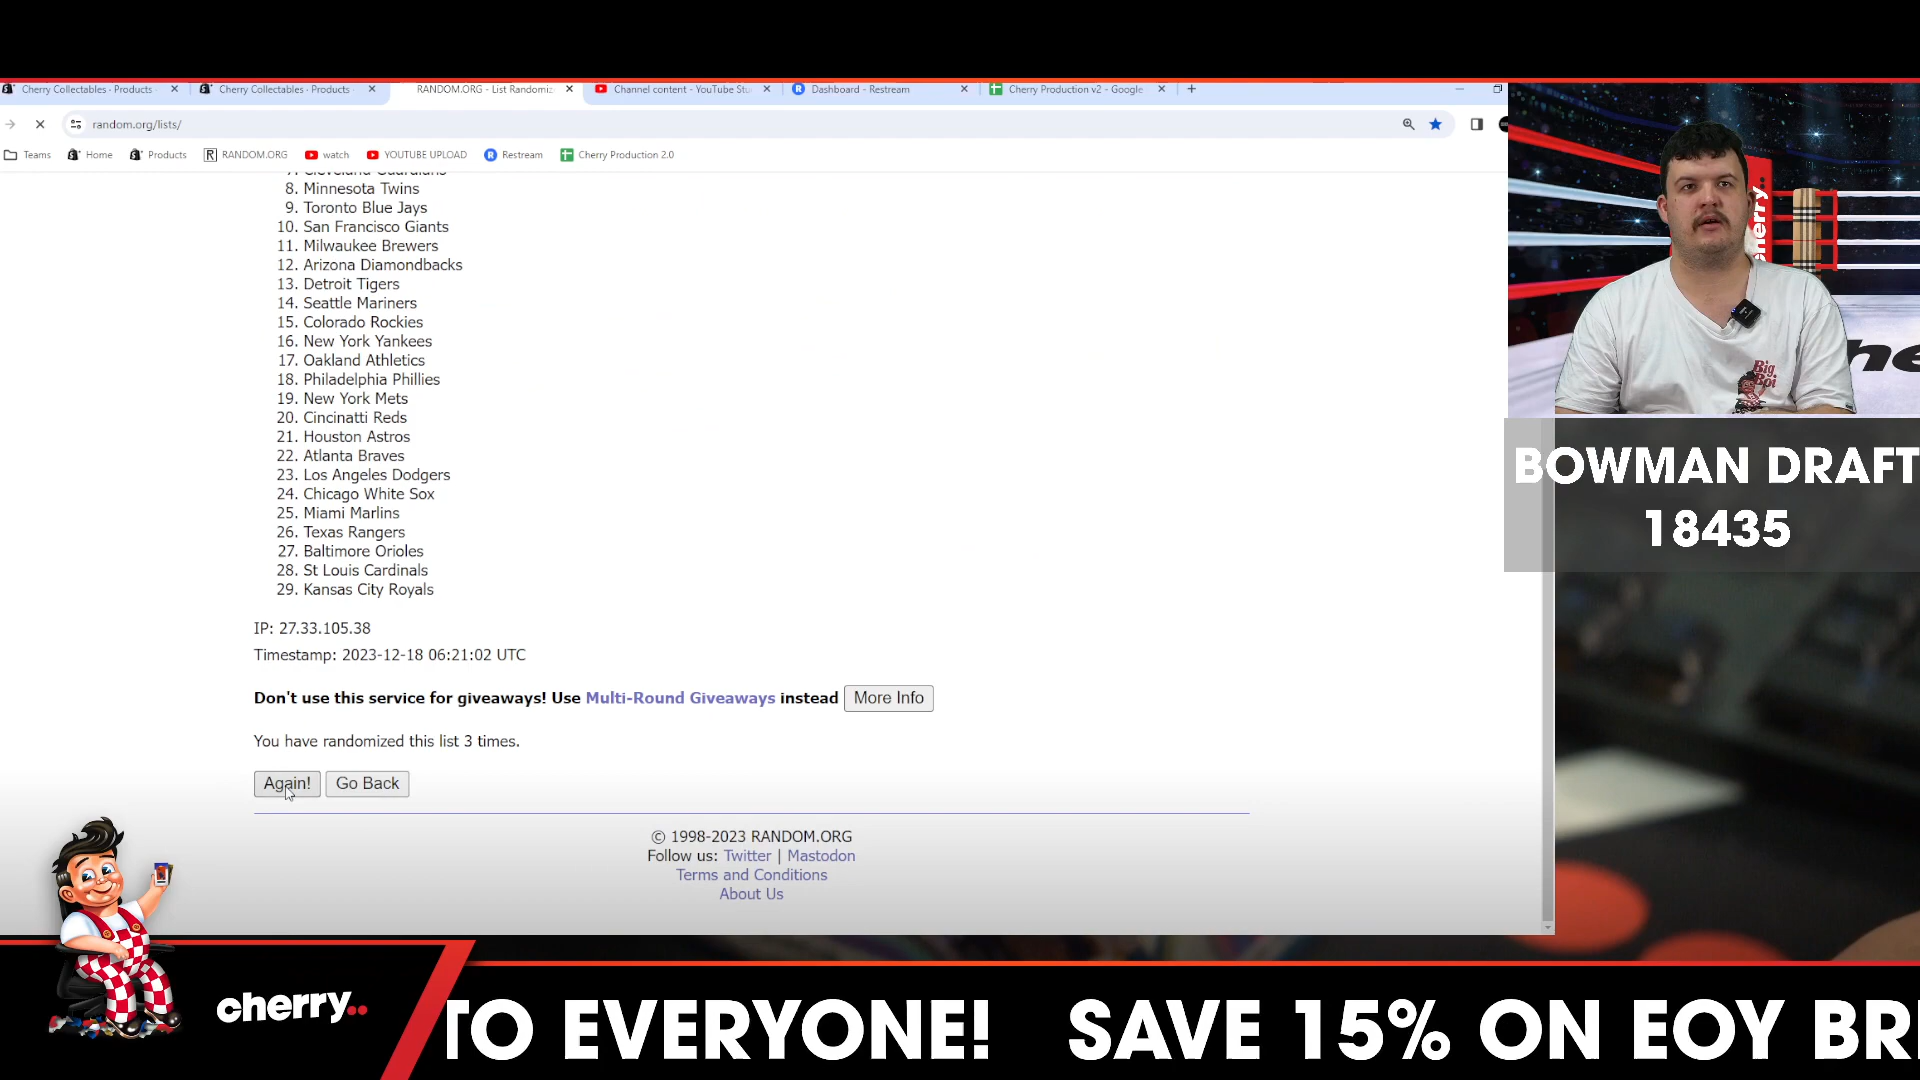 Cherry Collectables · Products
Cherry Collectables · Products
RANDOM.ORG - List Randomiz
Channel content - YouTube Stu
Dashboard - Restream
Cherry Production v2 - Google
random.org/lists/
Teams
Home
Products
RANDOM.ORG
watch
YOUTUBE UPLOAD
Restream
Cherry Production 2.0
7. Cleveland Guardians
8. Minnesota Twins
9. Toronto Blue Jays
10. San Francisco Giants
11. Milwaukee Brewers
12. Arizona Diamondbacks
13. Detroit Tigers
14. Seattle Mariners
15. Colorado Rockies
16. New York Yankees
17. Oakland Athletics
18. Philadelphia Phillies
19. New York Mets
20. Cincinatti Reds
21. Houston Astros
22. Atlanta Braves
23. Los Angeles Dodgers
24. Chicago White Sox
25. Miami Marlins
26. Texas Rangers
27. Baltimore Orioles
28. St Louis Cardinals
29. Kansas City Royals
IP: 27.33.105.38
Timestamp: 2023-12-18 06:21:02 UTC
Don't use this service for giveaways! Use Multi-Round Giveaways instead More Info
You have randomized this list 3 times.
Again! Go Back
© 1998-2023 RANDOM.ORG
Follow us: Twitter | Mastodon
Terms and Conditions
About Us
cherry
he
Big
Boi
BOWMAN DRAFT
18435
cherry..
TO EVERYONE! SAVE 15% ON EOY BR